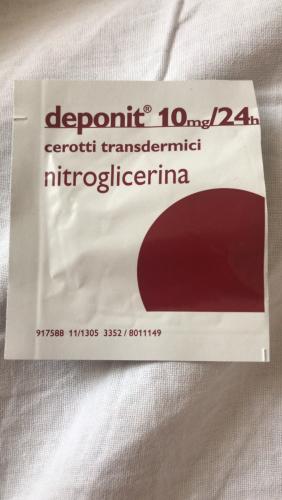 deponit® 10mg/24h
cerotti transdermici
nitroglicerina
917588 11/1305 3352 / 8011149